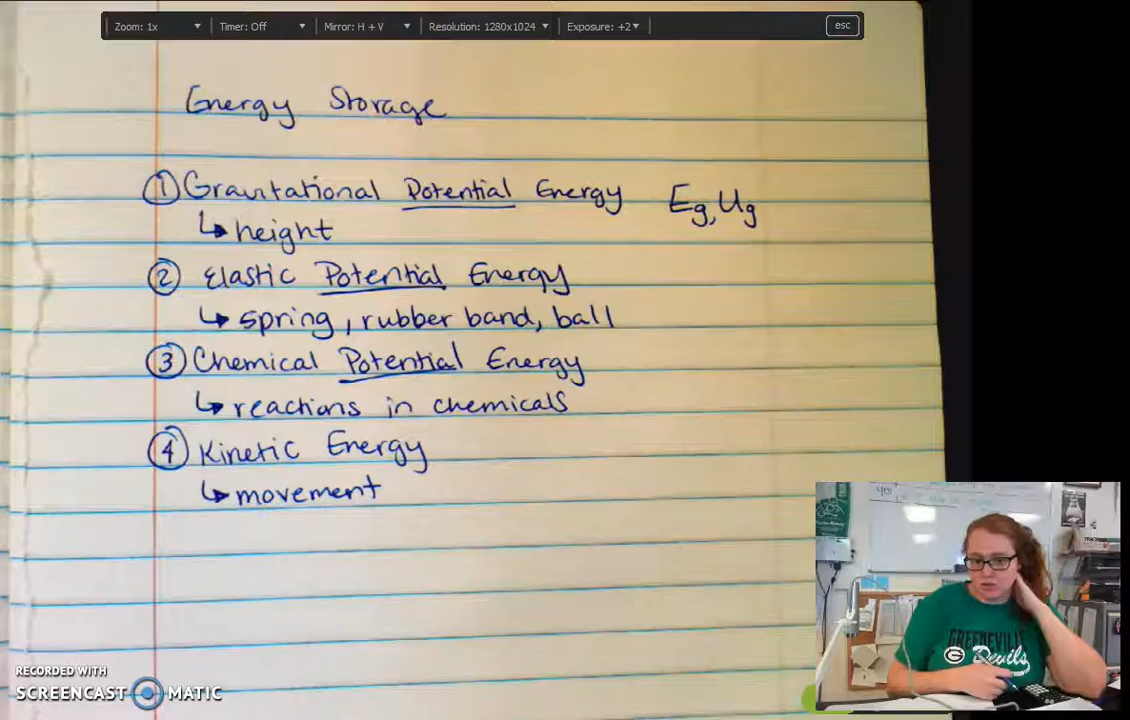 Zoom: 1x Timer: Off Mirror: H + V Resolution: 1280x1024 Exposure: +2 esc
Energy Storage
① Gravitational Potential Energy Eg, Ug
↳ height
② Elastic Potential Energy
↳ spring, rubber band, ball
③ Chemical Potential Energy
↳ reactions in chemicals
④ Kinetic Energy
↳ movement
GREENEVILLE
G Devils
RECORDED WITH
SCREENCAST MATIC